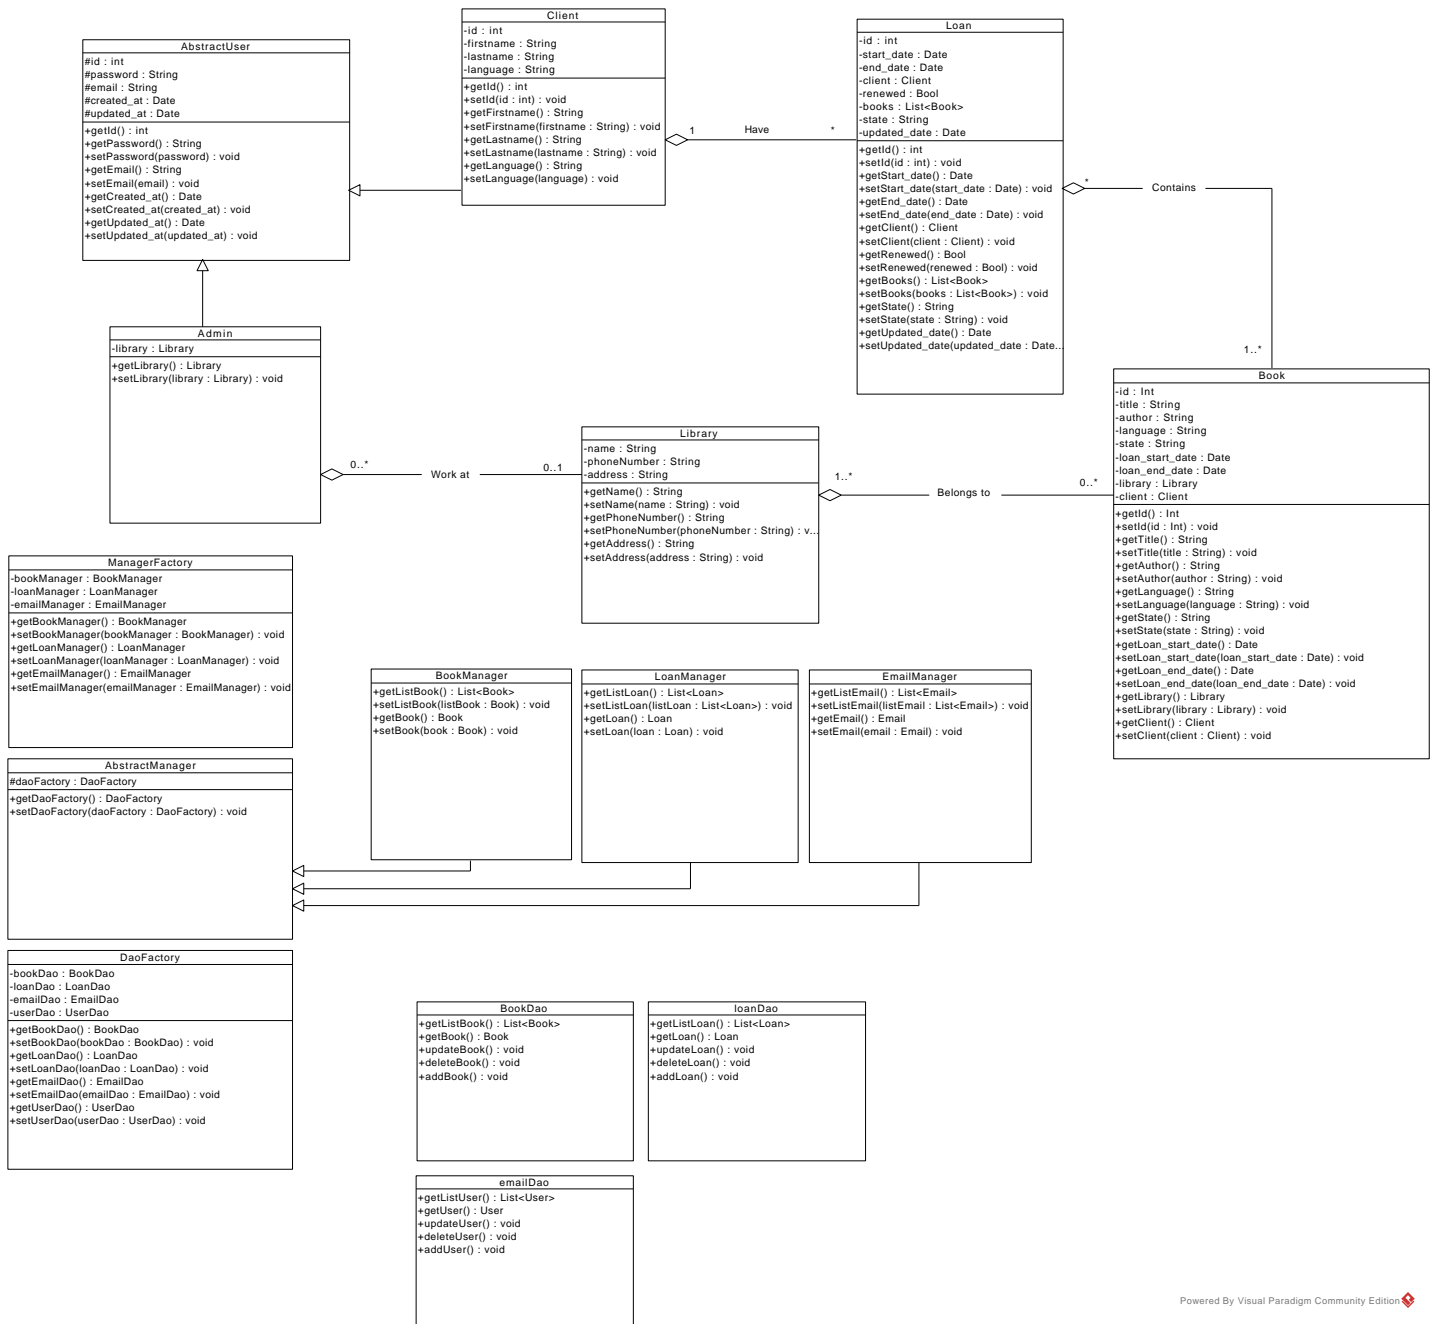 AbstractUser
#id : int
#password : String
#email : String
#created_at : Date
#updated_at : Date
+getId() : int
+getPassword() : String
+setPassword(password) : void
+getEmail() : String
+setEmail(email) : void
+getCreated_at() : Date
+setCreated_at(created_at) : void
+getUpdated_at() : Date
+setUpdated_at(updated_at) : void
Client
-id : int
-firstname : String
-lastname : String
-language : String
+getId() : int
+setId(id : int) : void
+getFirstname() : String
+setFirstname(firstname : String) : void
+getLastname() : String
+setLastname(lastname : String) : void
+getLanguage() : String
+setLanguage(language) : void
1
Have
*
Loan
-id : int
-start_date : Date
-end_date : Date
-client : Client
-renewed : Bool
-books : List<Book>
-state : String
-updated_date : Date
+getId() : int
+setId(id : int) : void
+getStart_date() : Date
+setStart_date(start_date : Date) : void
+getEnd_date() : Date
+setEnd_date(end_date : Date) : void
+getClient() : Client
+setClient(client : Client) : void
+getRenewed() : Bool
+setRenewed(renewed : Bool) : void
+getBooks() : List<Book>
+setBooks(books : List<Book>) : void
+getState() : String
+setState(state : String) : void
+getUpdated_date() : Date
+setUpdated_date(updated_date : Date...
*
Contains
1..*
Admin
-library : Library
+getLibrary() : Library
+setLibrary(library : Library) : void
0..*
Work at
0..1
Library
-name : String
-phoneNumber : String
-address : String
+getName() : String
+setName(name : String) : void
+getPhoneNumber() : String
+setPhoneNumber(phoneNumber : String) : v...
+getAddress() : String
+setAddress(address : String) : void
1..*
Belongs to
0..*
Book
-id : Int
-title : String
-author : String
-language : String
-state : String
-loan_start_date : Date
-loan_end_date : Date
-library : Library
-client : Client
+getId() : Int
+setId(id : Int) : void
+getTitle() : String
+setTitle(title : String) : void
+getAuthor() : String
+setAuthor(author : String) : void
+getLanguage() : String
+setLanguage(language : String) : void
+getState() : String
+setState(state : String) : void
+getLoan_start_date() : Date
+setLoan_start_date(loan_start_date : Date) : void
+getLoan_end_date() : Date
+setLoan_end_date(loan_end_date : Date) : void
+getLibrary() : Library
+setLibrary(library : Library) : void
+getClient() : Client
+setClient(client : Client) : void
ManagerFactory
-bookManager : BookManager
-loanManager : LoanManager
-emailManager : EmailManager
+getBookManager() : BookManager
+setBookManager(bookManager : BookManager) : void
+getLoanManager() : LoanManager
+setLoanManager(loanManager : LoanManager) : void
+getEmailManager() : EmailManager
+setEmailManager(emailManager : EmailManager) : void
BookManager
+getListBook() : List<Book>
+setListBook(listBook : Book) : void
+getBook() : Book
+setBook(book : Book) : void
LoanManager
+getListLoan() : List<Loan>
+setListLoan(listLoan : List<Loan>) : void
+getLoan() : Loan
+setLoan(loan : Loan) : void
EmailManager
+getListEmail() : List<Email>
+setListEmail(listEmail : List<Email>) : void
+getEmail() : Email
+setEmail(email : Email) : void
AbstractManager
#daoFactory : DaoFactory
+getDaoFactory() : DaoFactory
+setDaoFactory(daoFactory : DaoFactory) : void
DaoFactory
-bookDao : BookDao
-loanDao : LoanDao
-emailDao : EmailDao
-userDao : UserDao
+getBookDao() : BookDao
+setBookDao(bookDao : BookDao) : void
+getLoanDao() : LoanDao
+setLoanDao(loanDao : LoanDao) : void
+getEmailDao() : EmailDao
+setEmailDao(emailDao : EmailDao) : void
+getUserDao() : UserDao
+setUserDao(userDao : UserDao) : void
BookDao
+getListBook() : List<Book>
+getBook() : Book
+updateBook() : void
+deleteBook() : void
+addBook() : void
loanDao
+getListLoan() : List<Loan>
+getLoan() : Loan
+updateLoan() : void
+deleteLoan() : void
+addLoan() : void
emailDao
+getListUser() : List<User>
+getUser() : User
+updateUser() : void
+deleteUser() : void
+addUser() : void
Powered By Visual Paradigm Community Edition